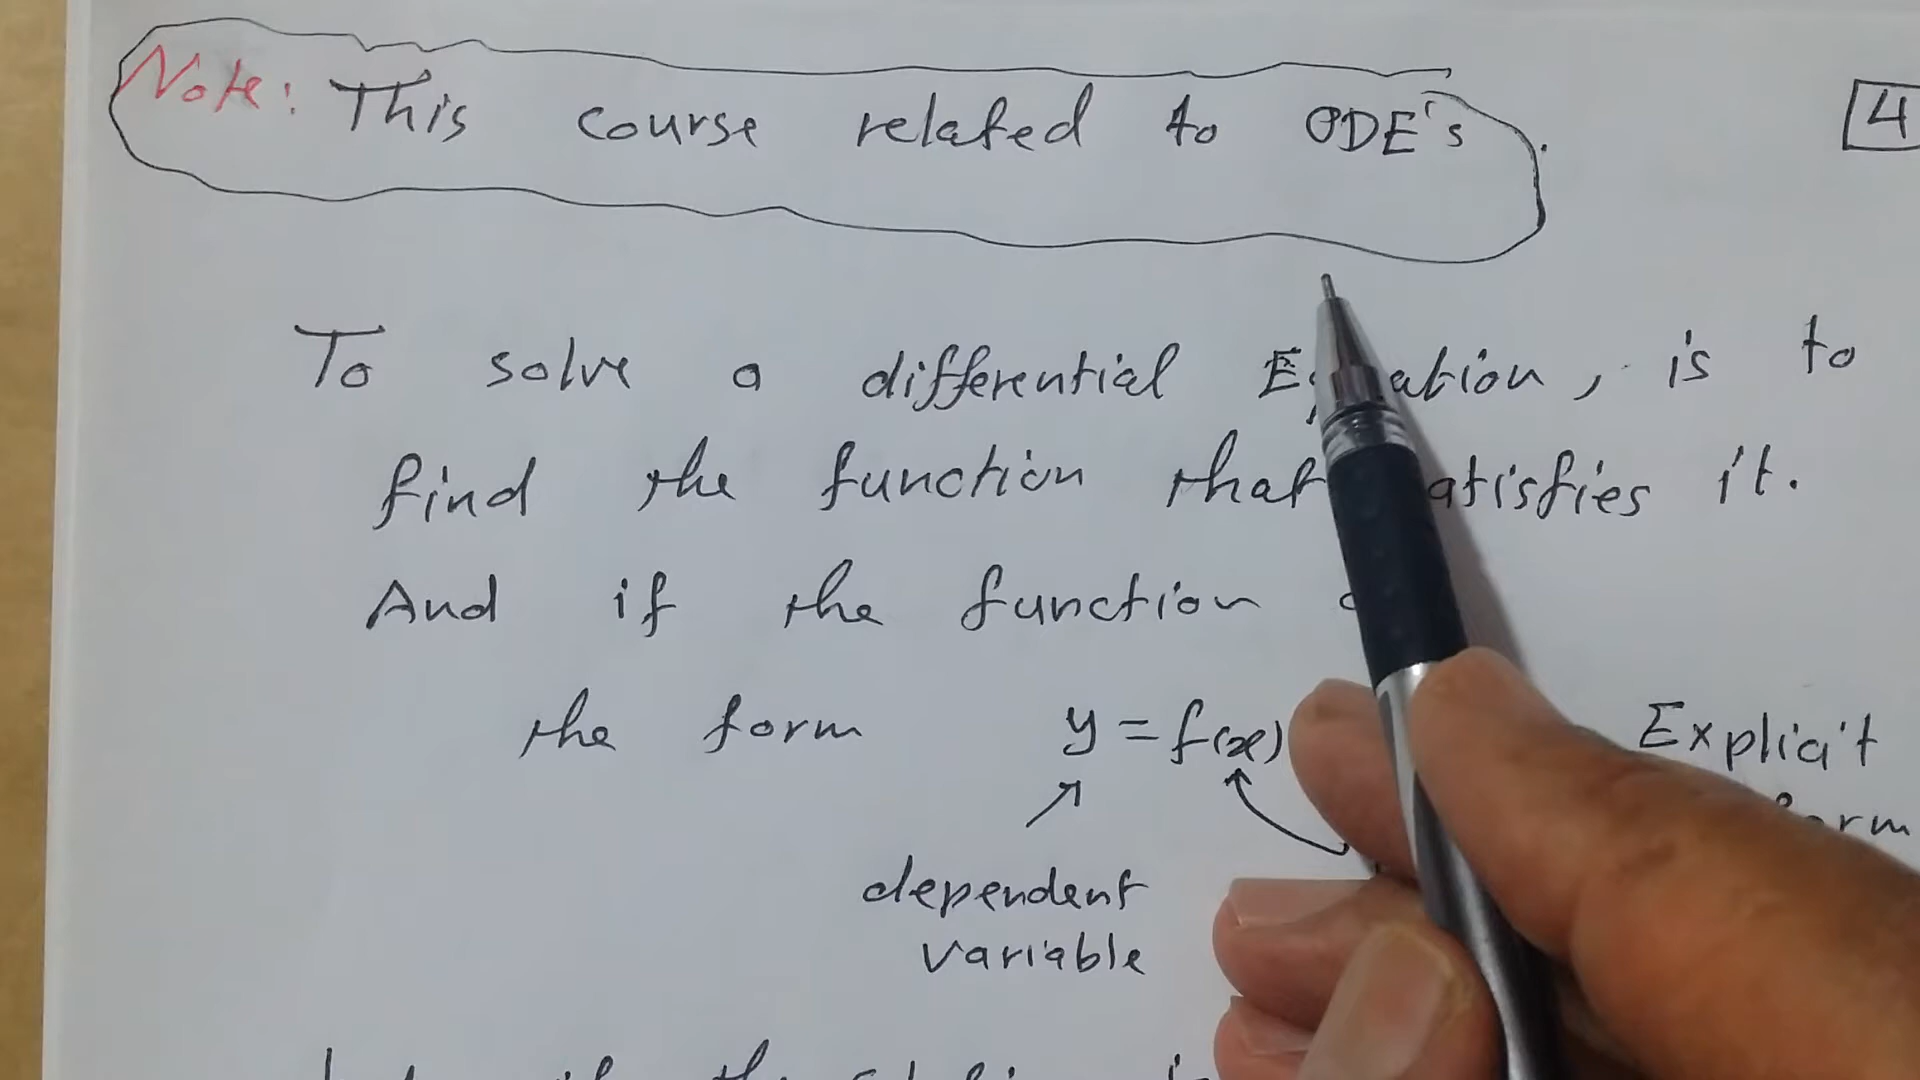 Note: This course related to ODE's.
4
To solve a differential Equation, is to
find the function that satisfies it.
And if the function
the form y = f(x) Explicit
form
dependent
variable